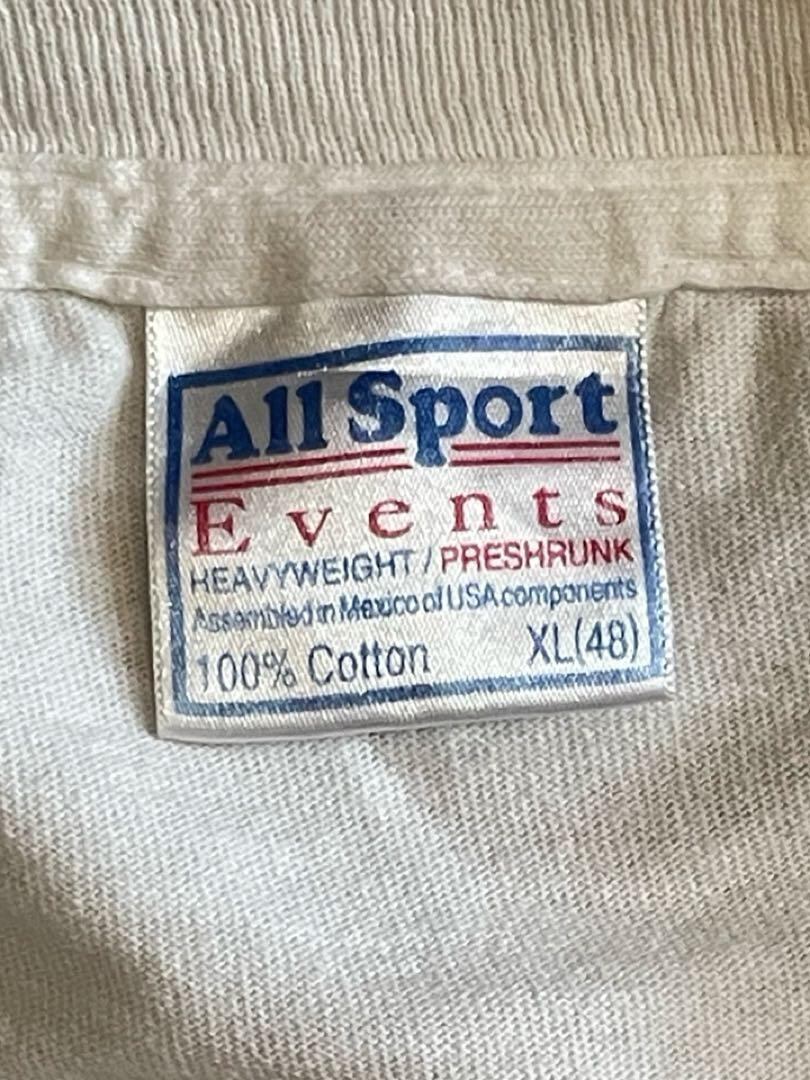 All Sport
Events
HEAVYWEIGHT / PRESHRUNK
Assembled in Mexico of USA components
100% Cotton XL(48)